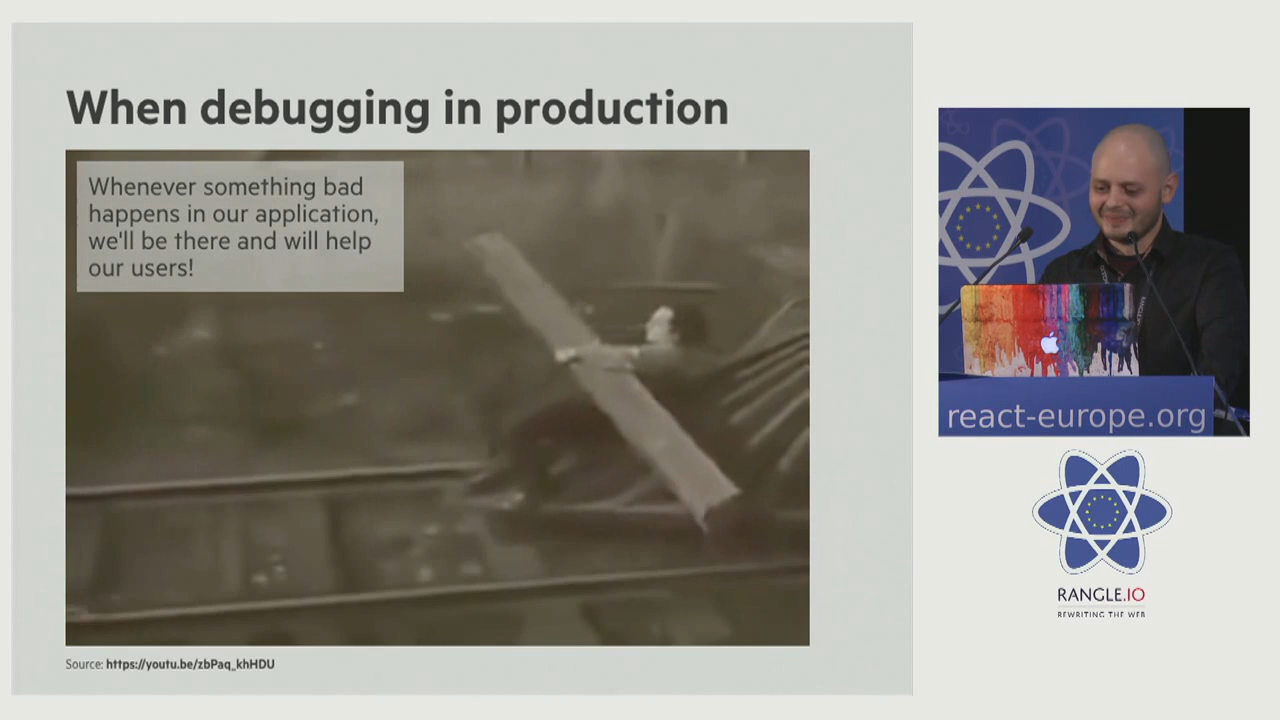 When debugging in production
Whenever something bad
happens in our application,
we'll be there and will help
our users!
Source: https://youtu.be/zbPaq_khHDU
react-europe.org
RANGLE.IO
REWRITING THE WEB